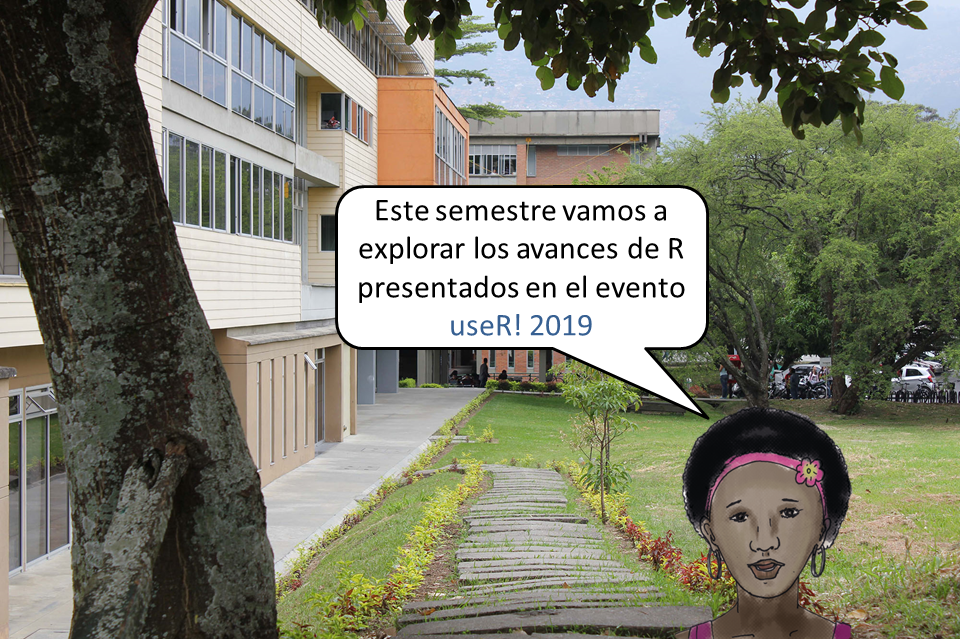 Este semestre vamos a
explorar los avances de R
presentados en el evento
useR! 2019